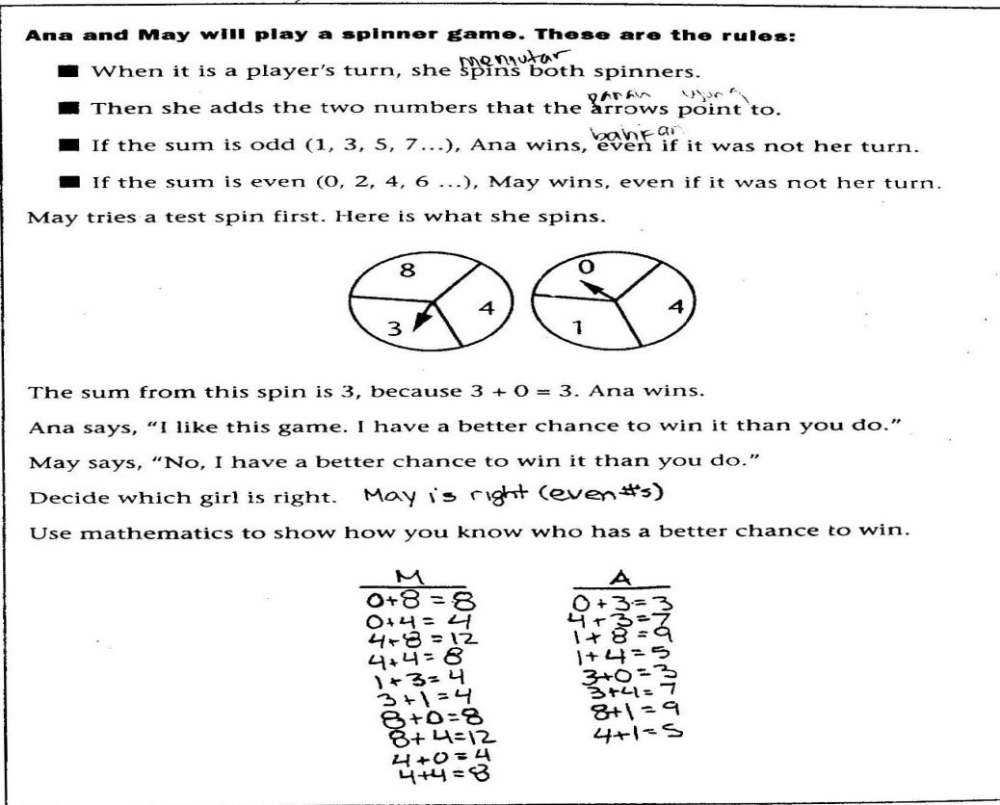 Ana and May will play a spinner game. These are the rules:
memutar
When it is a player's turn, she spins both spinners.
panah ujung
Then she adds the two numbers that the arrows point to.
bahkan
If the sum is odd (1, 3, 5, 7...), Ana wins, even if it was not her turn.
If the sum is even (0, 2, 4, 6 ...), May wins, even if it was not her turn.
May tries a test spin first. Here is what she spins.
8 0
4 4
3 1
The sum from this spin is 3, because 3 + 0 = 3. Ana wins.
Ana says, “I like this game. I have a better chance to win it than you do.”
May says, “No, I have a better chance to win it than you do.”
Decide which girl is right. May is right (even #s)
Use mathematics to show how you know who has a better chance to win.
M A
0+8=8 0+3=3
0+4=4 4+3=7
4+8=12 1+8=9
4+4=8 1+4=5
1+3=4 3+0=3
3+1=4 3+4=7
8+0=8 8+1=9
8+4=12 4+1=5
4+0=4
4+4=8